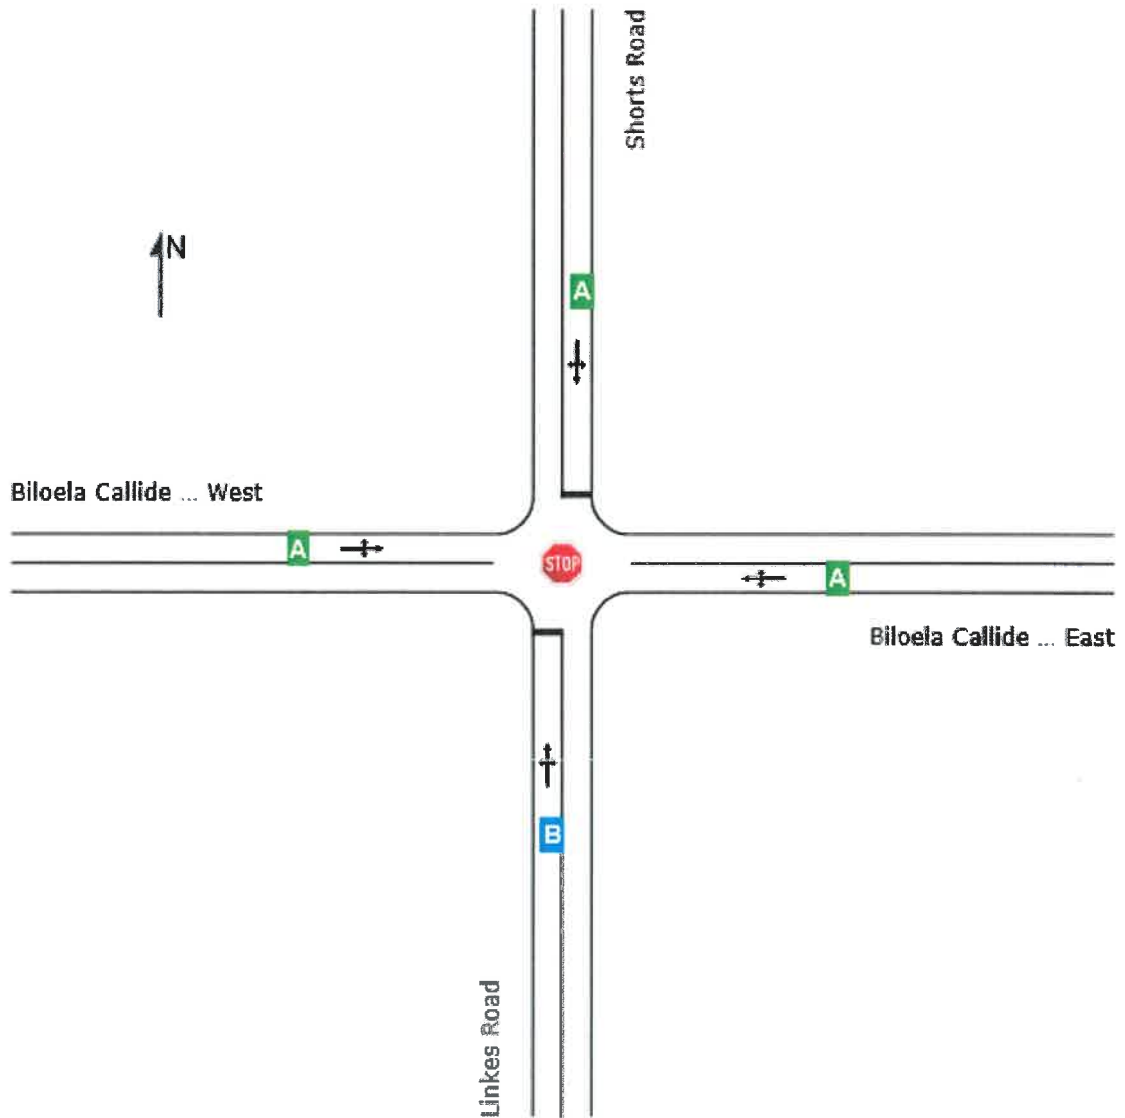 Shorts Road
N
A
Biloela Callide ... West
A
STOP
A
Biloela Callide ... East
B
Linkes Road